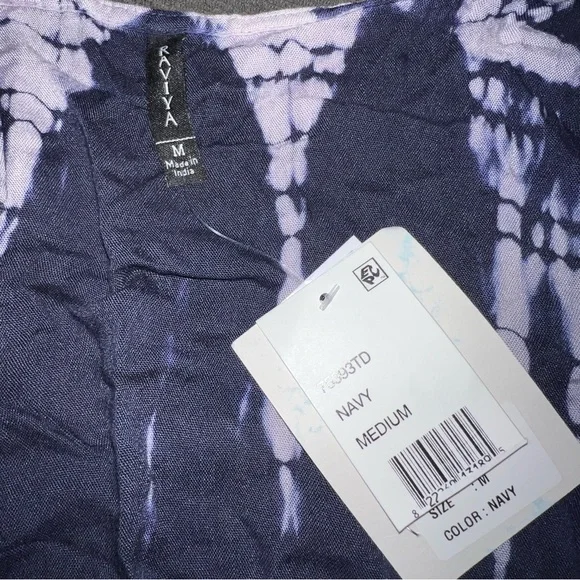 RAVIYA
M
Made in
India
NAVY
MEDIUM
SIZE : M
COLOR : NAVY